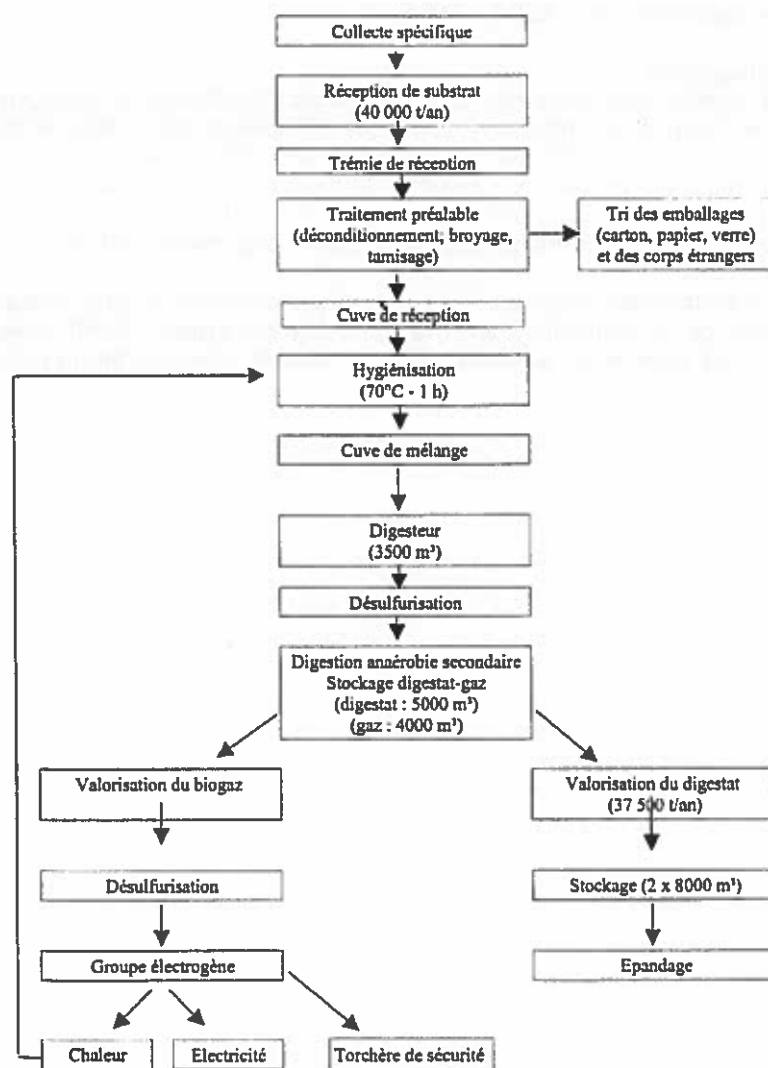 Collecte spécifique
Réception de substrat
(40 000 t/an)
Trémie de réception
Traitement préalable
(déconditionnement, broyage,
tamisage)
Tri des emballages
(carton, papier, verre)
et des corps étrangers
Cuve de réception
Hygiénisation
(70°C - 1 h)
Cuve de mélange
Digesteur
(3500 m³)
Désulfurisation
Digestion anaérobie secondaire
Stockage digestat-gaz
(digestat : 5000 m³)
(gaz : 4000 m³)
Valorisation du biogaz
Valorisation du digestat
(37 500 t/an)
Désulfurisation
Stockage (2 x 8000 m³)
Groupe électrogène
Epandage
Chaleur
Electricité
Torchère de sécurité